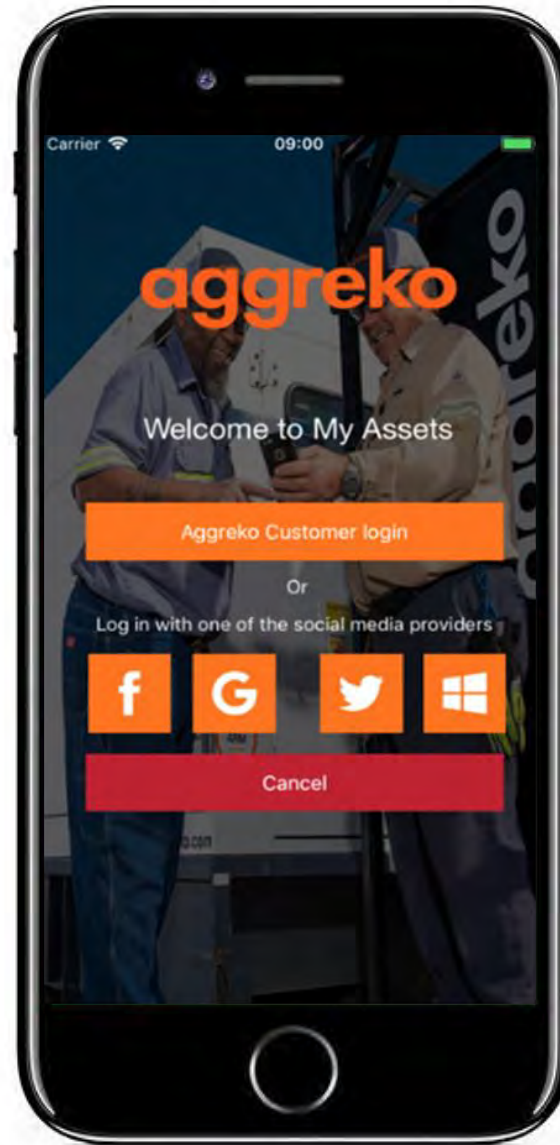 Carrier 09:00
aggreko
aggreko
Welcome to My Assets
Aggreko Customer login
Or
Log in with one of the social media providers
f G
Cancel